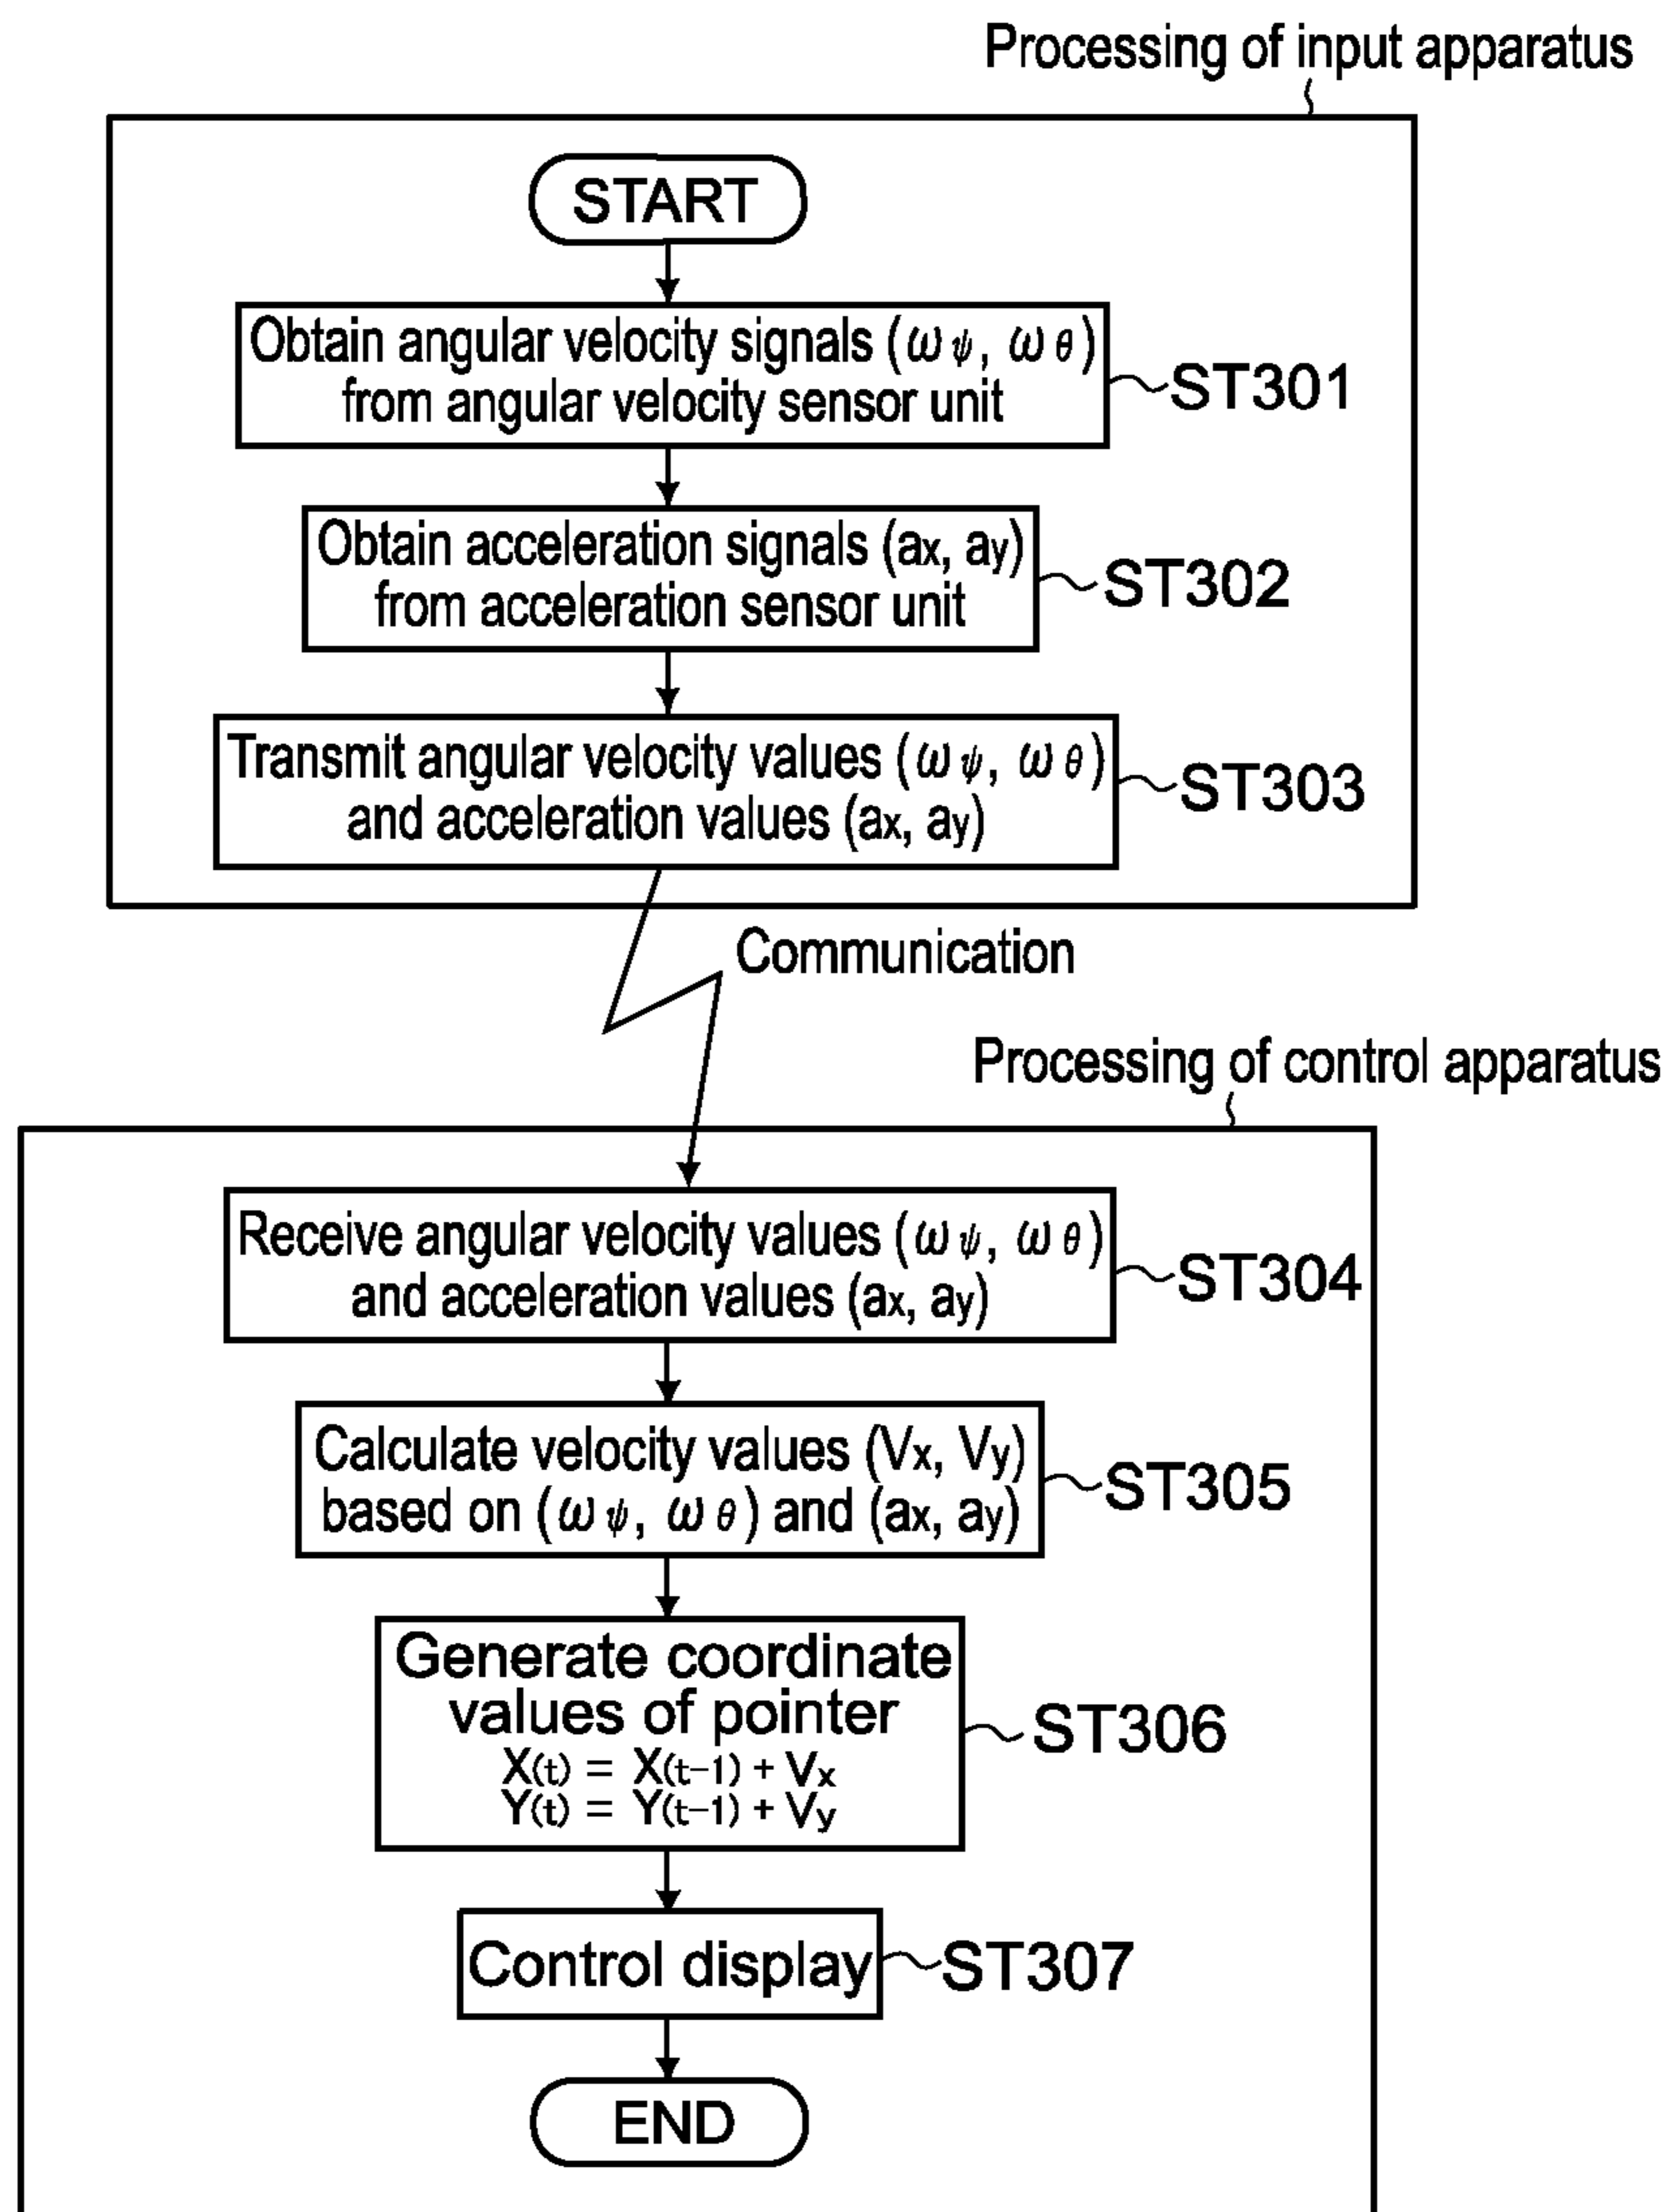 Processing of input apparatus
START
Obtain angular velocity signals (ωψ, ωθ)
from angular velocity sensor unit
ST301
Obtain acceleration signals (ax, ay)
from acceleration sensor unit
ST302
Transmit angular velocity values (ωψ, ωθ)
and acceleration values (ax, ay)
ST303
Communication
Processing of control apparatus
Receive angular velocity values (ωψ, ωθ)
and acceleration values (ax, ay)
ST304
Calculate velocity values (Vx, Vy)
based on (ωψ, ωθ) and (ax, ay)
ST305
Generate coordinate
values of pointer
X(t) = X(t-1) + Vx
Y(t) = Y(t-1) + Vy
ST306
Control display
ST307
END